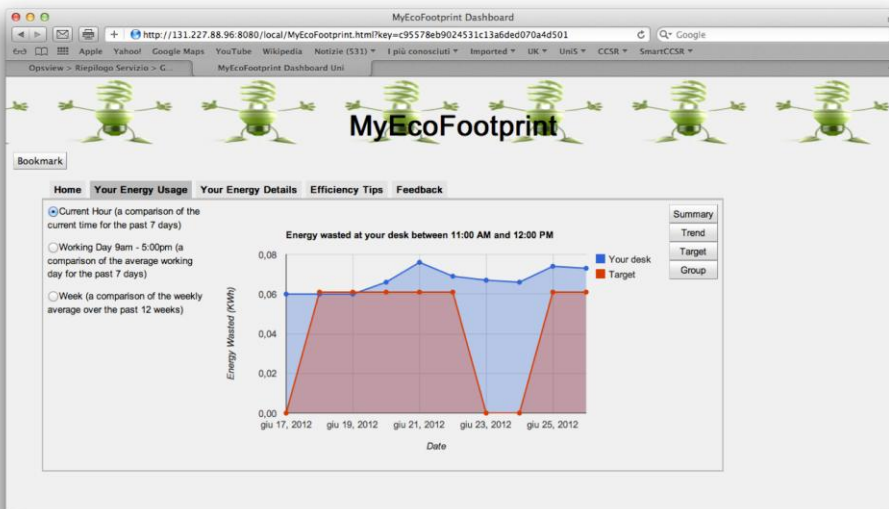 MyEcoFootprint Dashboard
http://131.227.88.96:8080/local/MyEcoFootprint.html?key=c95578eb9024531c13a6ded070a4d501
Google
Apple Yahoo! Google Maps YouTube Wikipedia Notizie (531) I più conosciuti Imported UK UniS CCSR SmartCCSR
Opsview > Riepilogo Servizio > G...
MyEcoFootprint Dashboard Uni
MyEcoFootprint
Bookmark
Home Your Energy Usage Your Energy Details Efficiency Tips Feedback
Current Hour (a comparison of the
current time for the past 7 days)
Working Day 9am - 5:00pm (a
comparison of the average working
day for the past 7 days)
Week (a comparison of the weekly
average over the past 12 weeks)
Energy wasted at your desk between 11:00 AM and 12:00 PM
Energy Wasted (KWh)
0,08
0,06
0,04
0,02
0,00
giu 17, 2012 giu 19, 2012 giu 21, 2012 giu 23, 2012 giu 25, 2012
Date
Your desk
Target
Summary
Trend
Target
Group